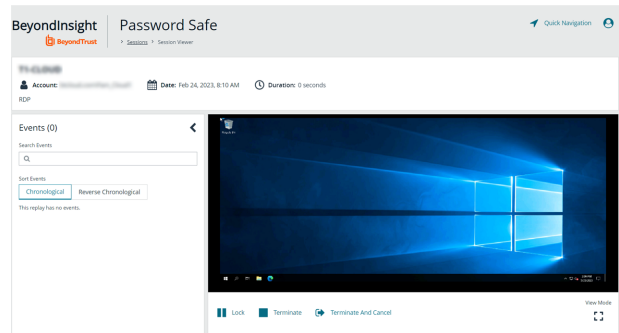 BeyondInsight
BeyondTrust
Password Safe
> Sessions > Session Viewer
Quick Navigation
Account:
Date: Feb 24, 2023, 8:10 AM
Duration: 0 seconds
RDP
Events (0)
Search Events
Sort Events
Chronological
Reverse Chronological
This replay has no events.
Recycle Bin
Lock
Terminate
Terminate And Cancel
View Mode